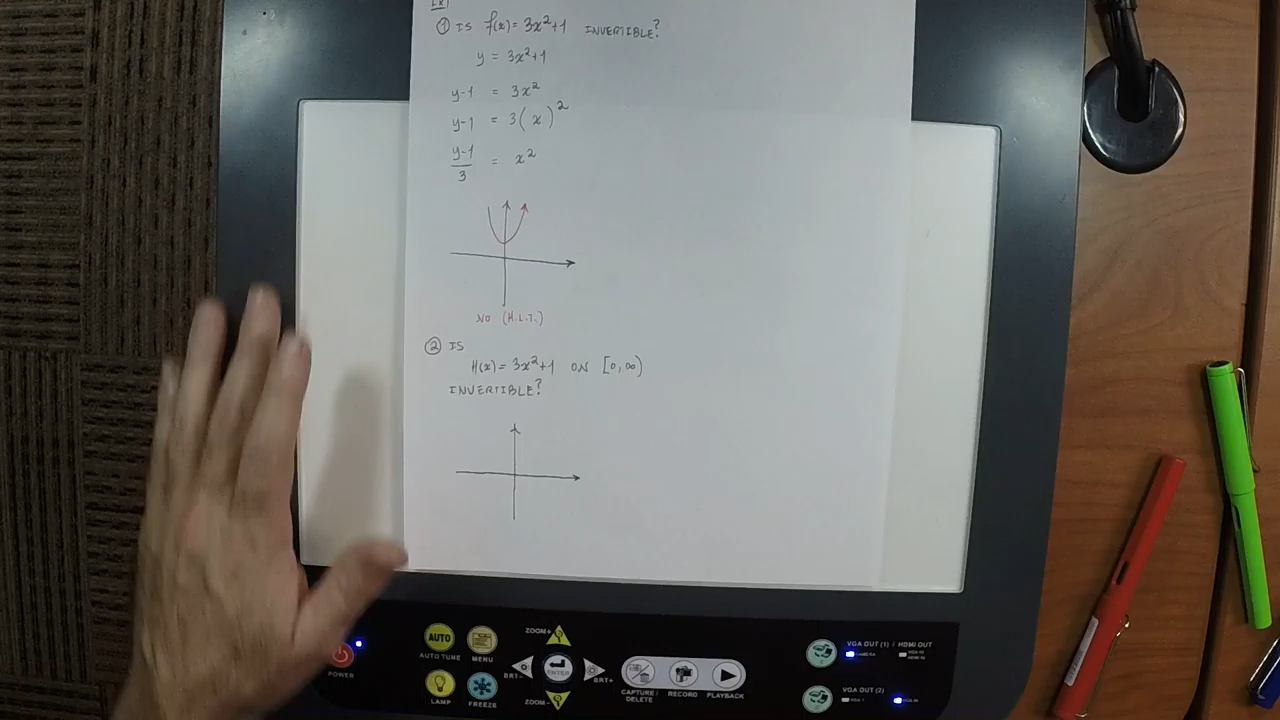 ① IS f(x) = 3x²+1 INVERTIBLE?
y = 3x²+1
y-1 = 3x²
y-1 = 3(x)²
y-1/3 = x²
NO (H.L.T.)
② IS
H(x) = 3x²+1 ON [0,∞)
INVERTIBLE?
AUTO
AUTO TUNE
MENU
ZOOM+
BRT-
ENTER
BRT+
ZOOM-
POWER
LAMP
FREEZE
CAPTURE / DELETE
RECORD
PLAYBACK
VGA OUT (1) / HDMI OUT
VGA OUT (2)